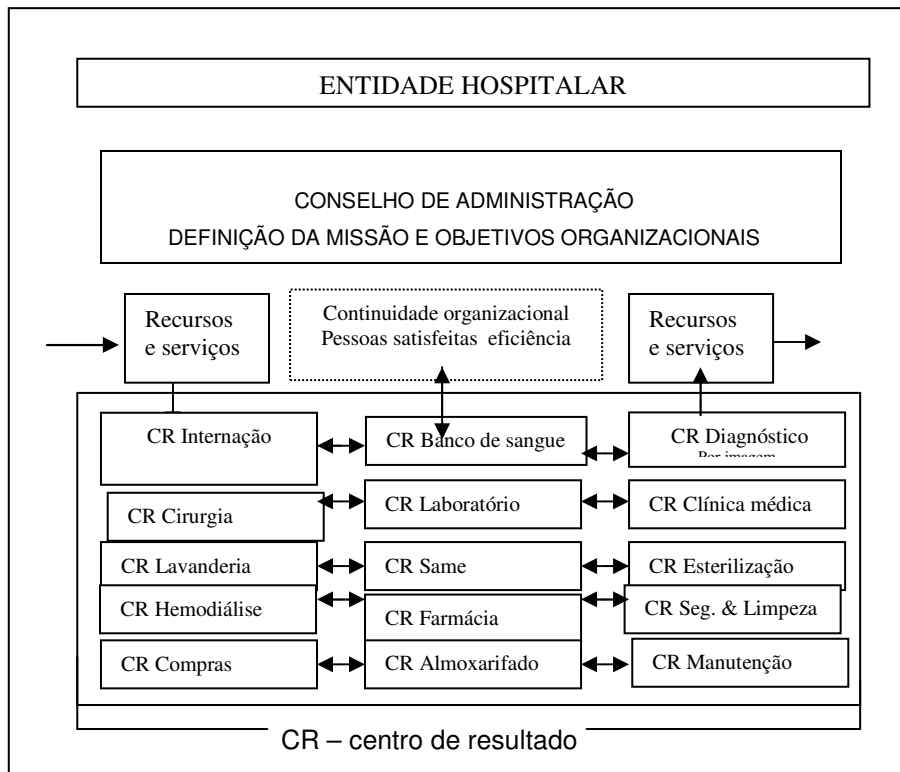 ENTIDADE HOSPITALAR
CONSELHO DE ADMINISTRAÇÃO
DEFINIÇÃO DA MISSÃO E OBJETIVOS ORGANIZACIONAIS
Recursos
e serviços
Continuidade organizacional
Pessoas satisfeitas eficiência
Recursos
e serviços
CR Internação
CR Banco de sangue
CR Diagnóstico
Por imagem
CR Cirurgia
CR Laboratório
CR Clínica médica
CR Lavanderia
CR Same
CR Esterilização
CR Hemodiálise
CR Farmácia
CR Seg. & Limpeza
CR Compras
CR Almoxarifado
CR Manutenção
CR – centro de resultado